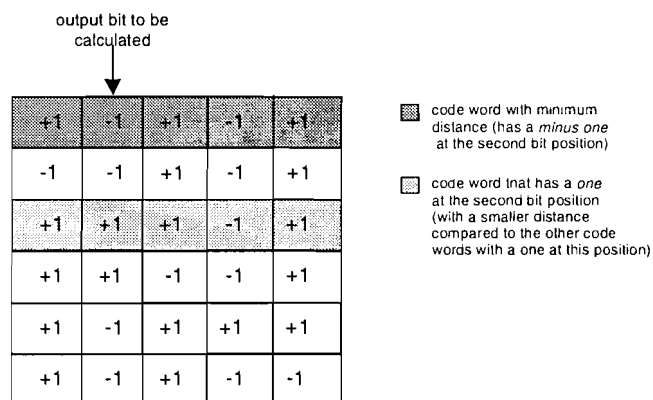 output bit to be
calculated
+1 -1 +1 -1 +1
-1 -1 +1 -1 +1
+1 +1 +1 -1 +1
+1 +1 -1 -1 +1
+1 -1 +1 +1 +1
+1 -1 +1 -1 -1
code word with minimum
distance (has a minus one
at the second bit position)
code word that has a one
at the second bit position
(with a smaller distance
compared to the other code
words with a one at this position)